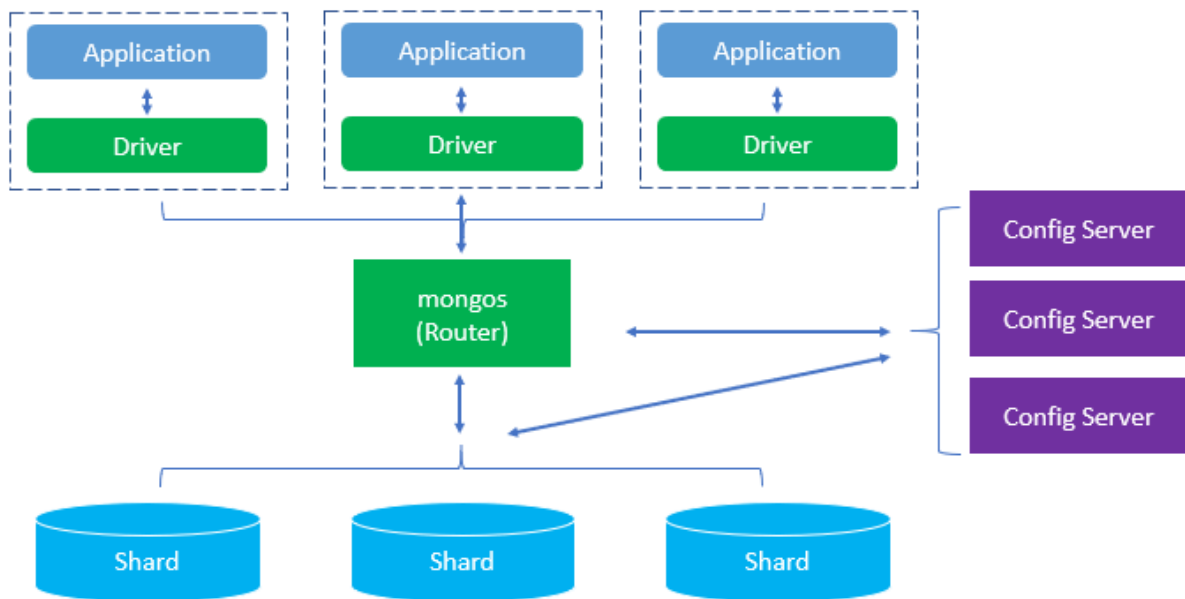 Application
Application
Application
Driver
Driver
Driver
Config Server
mongos
(Router)
Config Server
Config Server
Shard
Shard
Shard